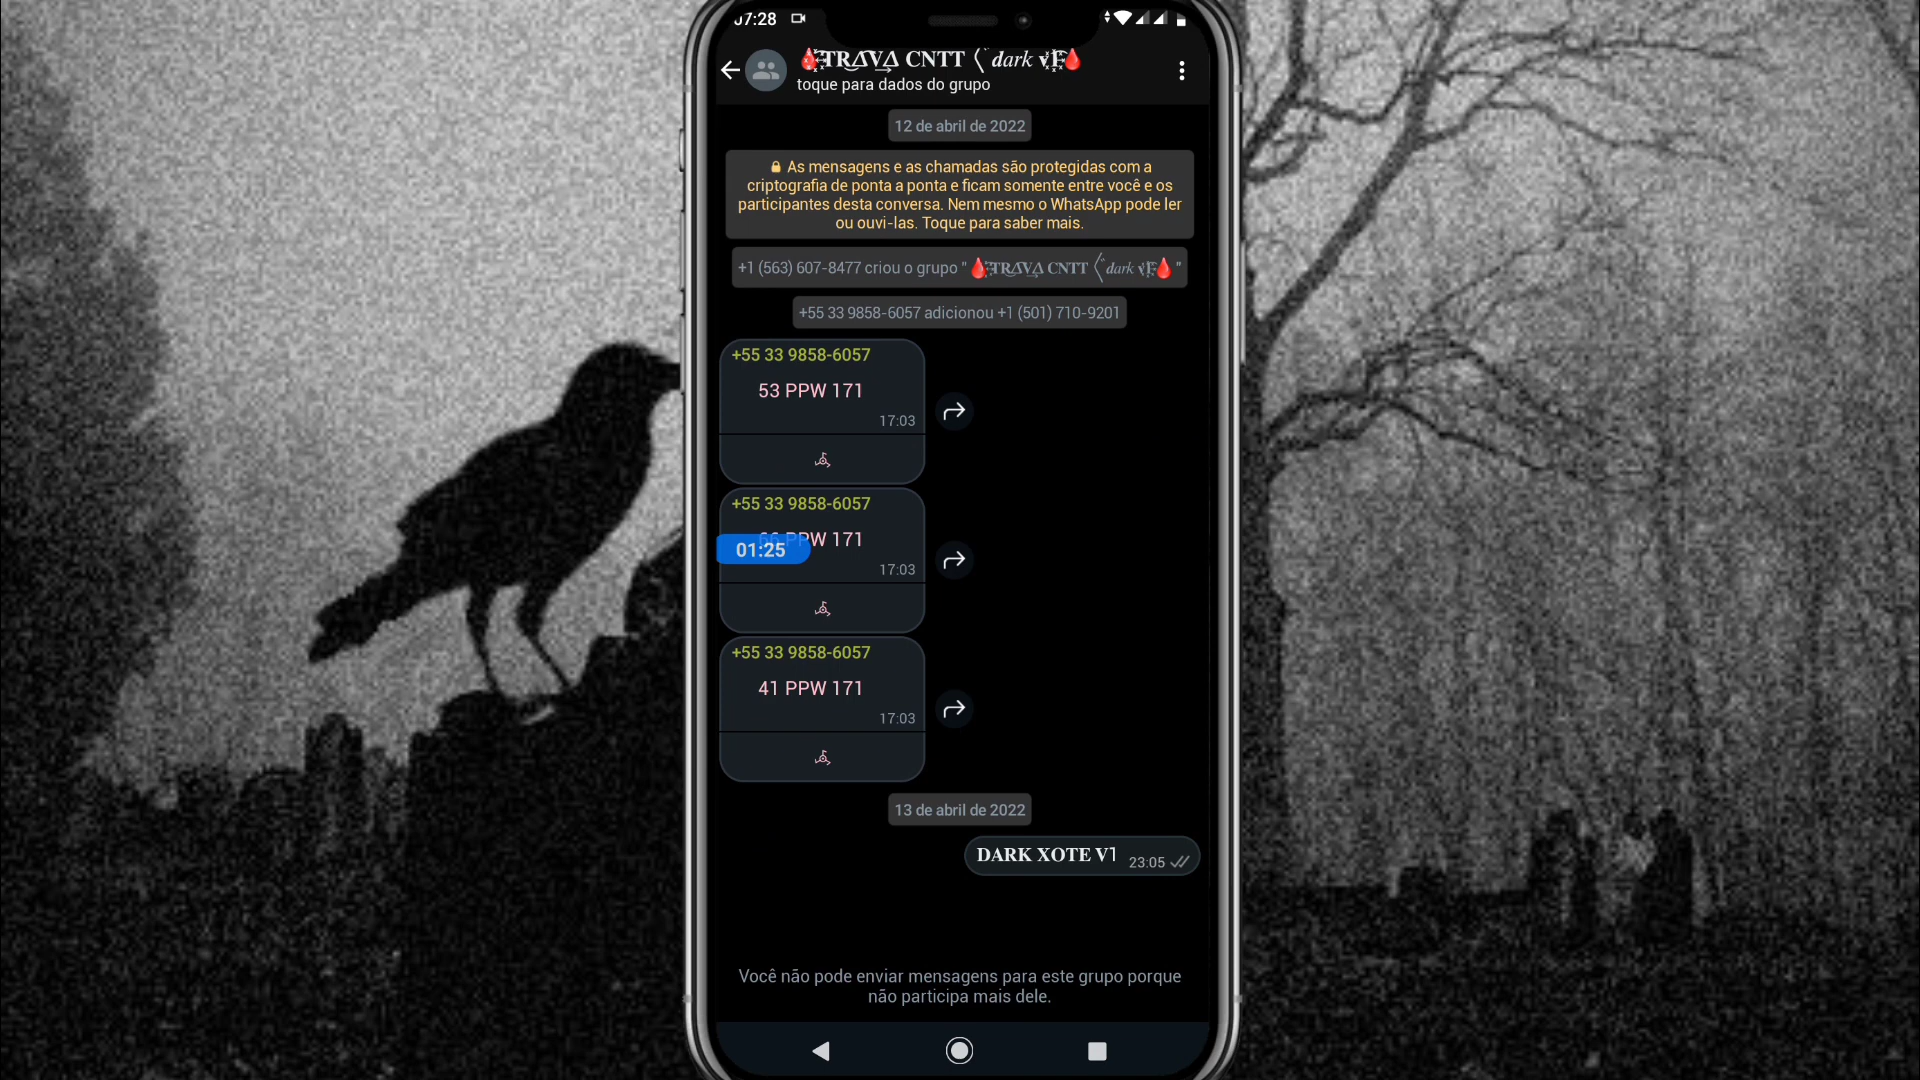 07:28
TRAVA CNTT dark
toque para dados do grupo
12 de abril de 2022
As mensagens e as chamadas são protegidas com a
criptografia de ponta a ponta e ficam somente entre você e os
participantes desta conversa. Nem mesmo o WhatsApp pode ler
ou ouvi-las. Toque para saber mais.
+1 (563) 607-8477 criou o grupo "🩸TRAVA CNTT dark 🩸"
+55 33 9858-6057 adicionou +1 (501) 710-9201
+55 33 9858-6057
53 PPW 171
17:03
+55 33 9858-6057
PPW 171
01:25
17:03
+55 33 9858-6057
41 PPW 171
17:03
13 de abril de 2022
DARK XOTE V1
23:05
Você não pode enviar mensagens para este grupo porque
não participa mais dele.